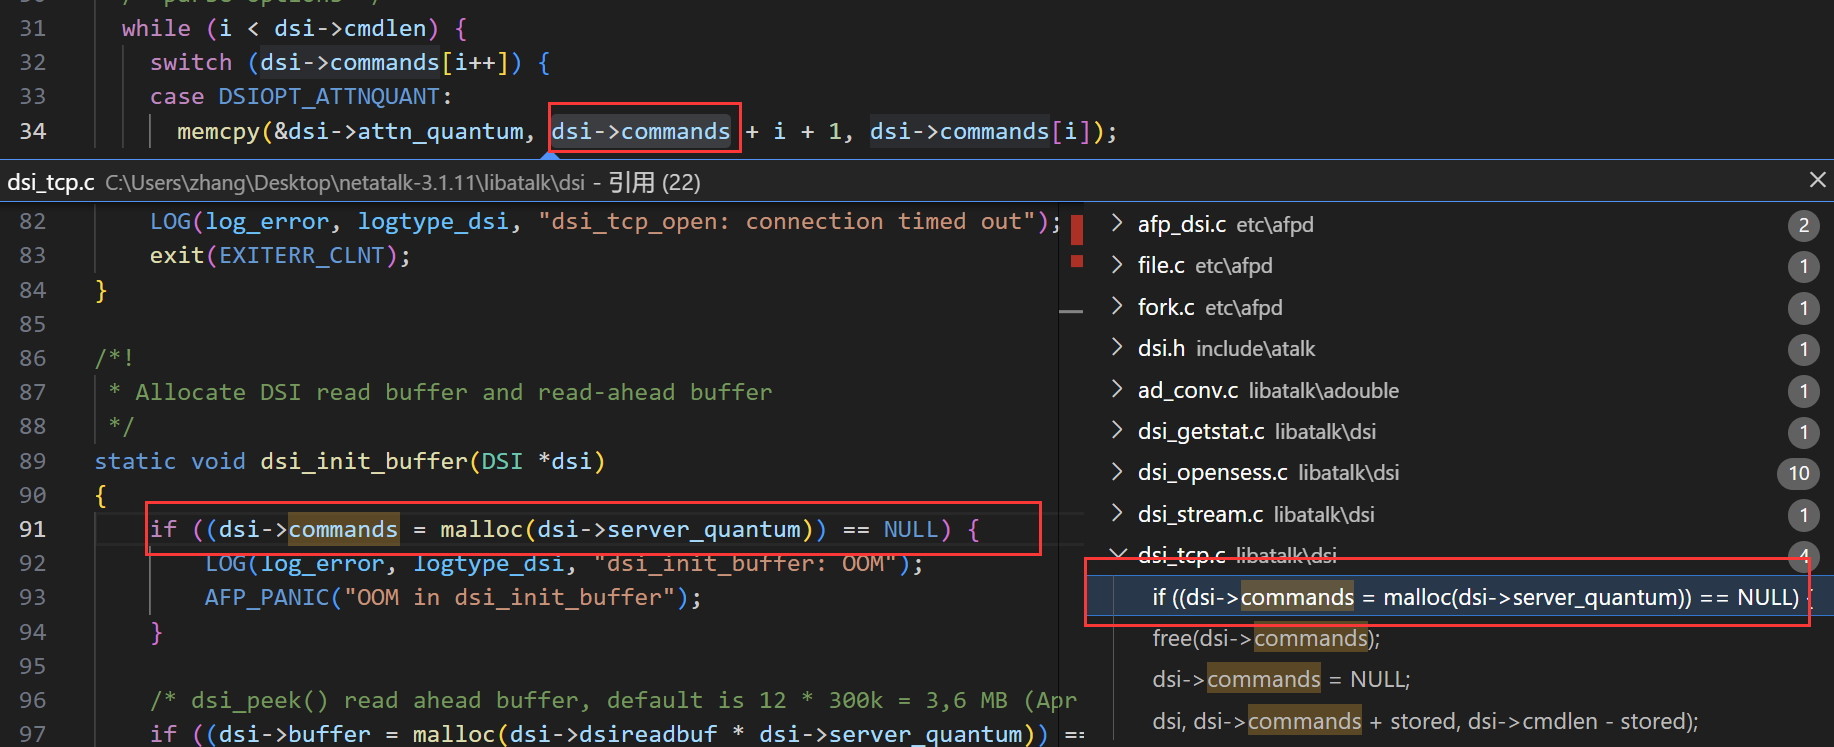 31 while (i < dsi->cmdlen) {
32 switch (dsi->commands[i++]) {
33 case DSIOPT_ATTNQUANT:
34 memcpy(&dsi->attn_quantum, dsi->commands + i + 1, dsi->commands[i]);
dsi_tcp.c C:\Users\zhang\Desktop\netatalk-3.1.11\libatalk\dsi - 引用 (22)
82 LOG(log_error, logtype_dsi, "dsi_tcp_open: connection timed out");
83 exit(EXITERR_CLNT);
84 }
85
86 /*!
87 * Allocate DSI read buffer and read-ahead buffer
88 */
89 static void dsi_init_buffer(DSI *dsi)
90 {
91 if ((dsi->commands = malloc(dsi->server_quantum)) == NULL) {
92 LOG(log_error, logtype_dsi, "dsi_init_buffer: OOM");
93 AFP_PANIC("OOM in dsi_init_buffer");
94 }
95
96 /* dsi_peek() read ahead buffer, default is 12 * 300k = 3,6 MB (Apr
97 if ((dsi->buffer = malloc(dsi->dsireadbuf * dsi->server_quantum)) ==
afp_dsi.c etc\afpd 2
file.c etc\afpd 1
fork.c etc\afpd 1
dsi.h include\atalk 1
ad_conv.c libatalk\adouble 1
dsi_getstat.c libatalk\dsi 1
dsi_opensess.c libatalk\dsi 10
dsi_stream.c libatalk\dsi 1
dsi_tcp.c libatalk\dsi 4
if ((dsi->commands = malloc(dsi->server_quantum)) == NULL) {
free(dsi->commands);
dsi->commands = NULL;
dsi, dsi->commands + stored, dsi->cmdlen - stored);